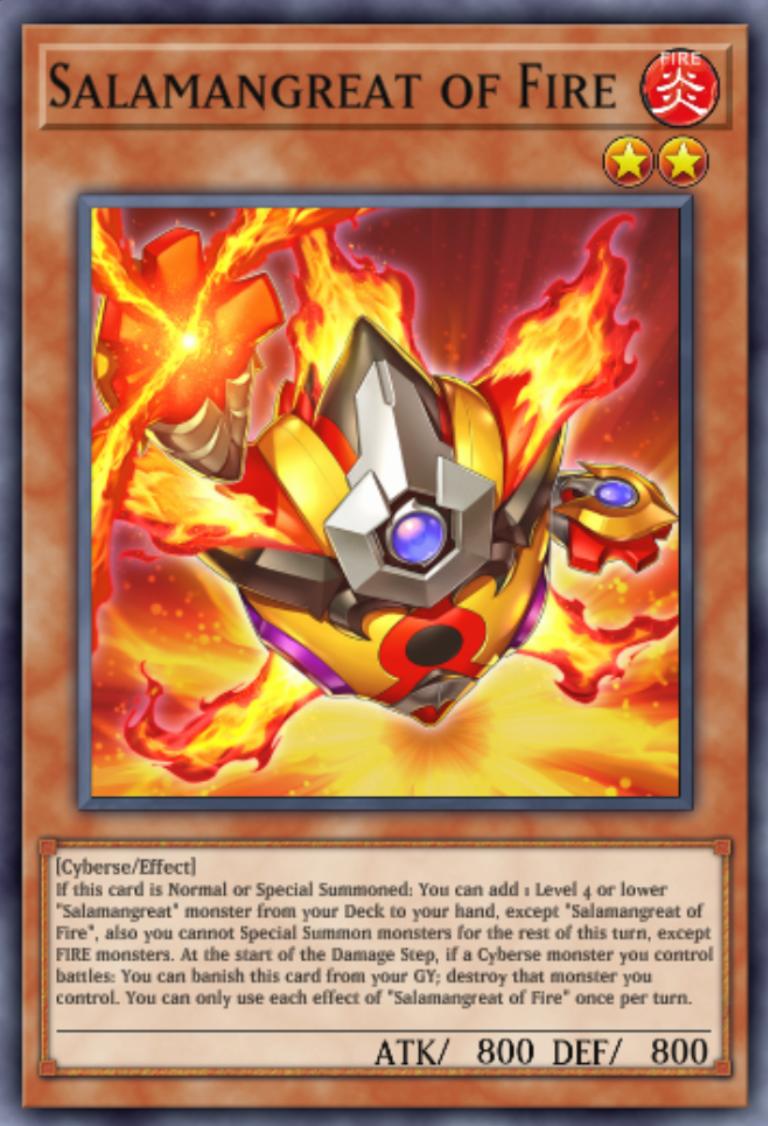 SALAMANGREAT OF FIRE
FIRE
炎
[Cyberse/Effect]
If this card is Normal or Special Summoned: You can add 1 Level 4 or lower
"Salamangreat" monster from your Deck to your hand, except "Salamangreat of
Fire", also you cannot Special Summon monsters for the rest of this turn, except
FIRE monsters. At the start of the Damage Step, if a Cyberse monster you control
battles: You can banish this card from your GY; destroy that monster you
control. You can only use each effect of "Salamangreat of Fire" once per turn.
ATK/ 800 DEF/ 800